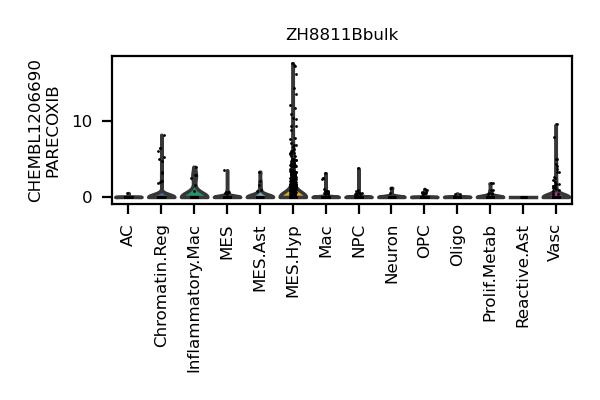 ZH8811Bbulk
CHEMBL1206690
PARECOXIB
10
0
AC
Chromatin.Reg
Inflammatory.Mac
MES
MES.Ast
MES.Hyp
Mac
NPC
Neuron
OPC
Oligo
Prolif.Metab
Reactive.Ast
Vasc